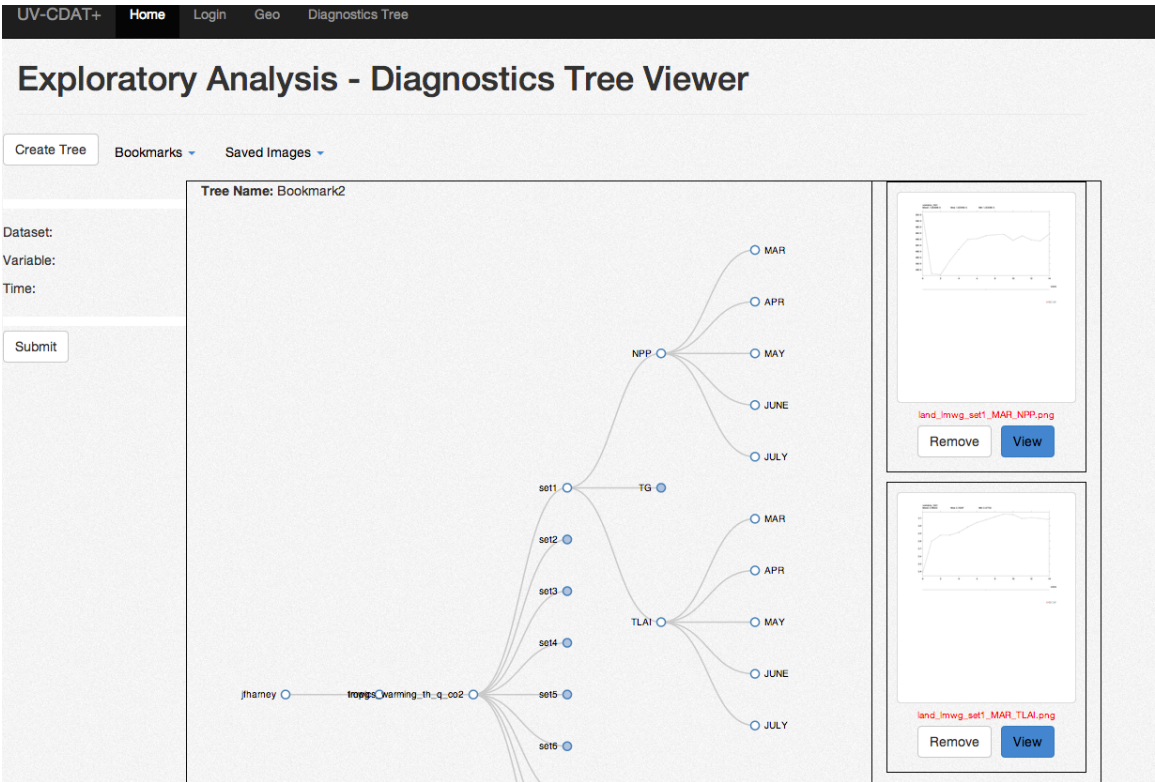 UV-CDAT+ Home Login Geo Diagnostics Tree
Exploratory Analysis - Diagnostics Tree Viewer
Create Tree Bookmarks Saved Images
Tree Name: Bookmark2
Dataset:
Variable:
Time:
Submit
MAR
APR
NPP MAY
JUNE
JULY
set1 TG
MAR
set2
APR
set3
TLAI MAY
set4
JUNE
jfharney warming_th_q_co2 set5
JULY
set6
land_lmwg_set1_MAR_NPP.png
Remove View
land_lmwg_set1_MAR_TLAI.png
Remove View